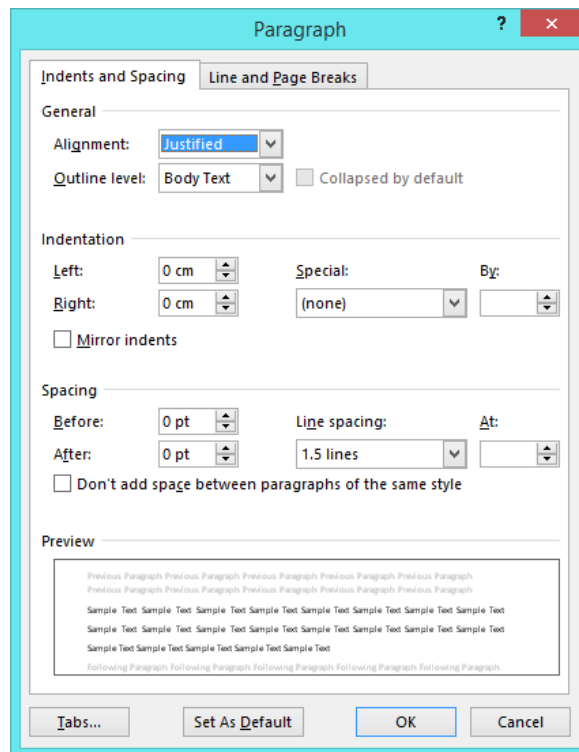 Paragraph ?
Indents and Spacing Line and Page Breaks
General
Alignment: Justified
Outline level: Body Text Collapsed by default
Indentation
Left: 0 cm Special: By:
Right: 0 cm (none)
Mirror indents
Spacing
Before: 0 pt Line spacing: At:
After: 0 pt 1.5 lines
Don't add space between paragraphs of the same style
Preview
Previous Paragraph Previous Paragraph Previous Paragraph Previous Paragraph Previous Paragraph
Previous Paragraph Previous Paragraph Previous Paragraph Previous Paragraph Previous Paragraph
Sample Text Sample Text Sample Text Sample Text Sample Text Sample Text Sample Text Sample Text
Sample Text Sample Text Sample Text Sample Text Sample Text Sample Text Sample Text Sample Text
Sample Text Sample Text Sample Text Sample Text Sample Text
Following Paragraph Following Paragraph Following Paragraph Following Paragraph Following Paragraph
Tabs... Set As Default OK Cancel